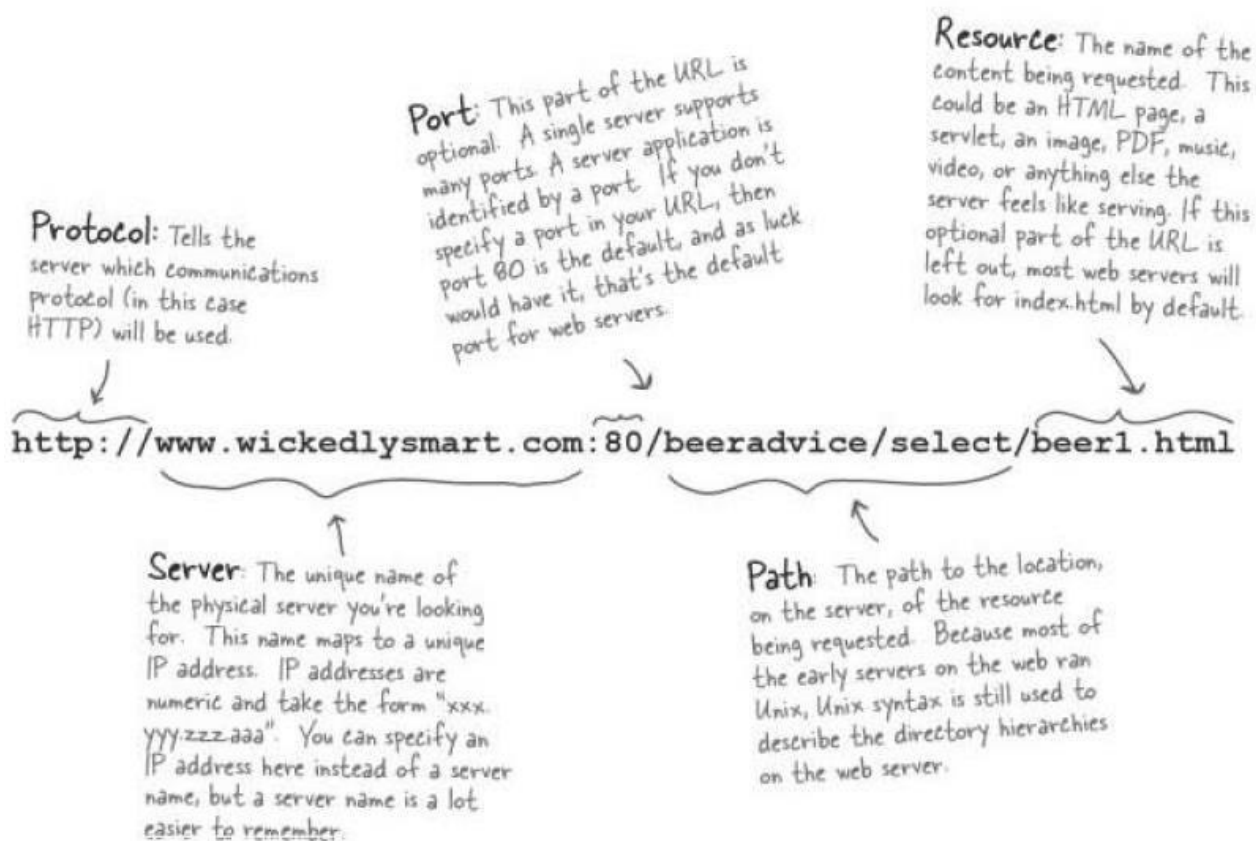 Resource: The name of the
content being requested. This
could be an HTML page, a
servlet, an image, PDF, music,
video, or anything else the
server feels like serving. If this
optional part of the URL is
left out, most web servers will
look for index.html by default.
Port: This part of the URL is
optional. A single server supports
many ports. A server application is
identified by a port. If you don't
specify a port in your URL, then
port 80 is the default, and as luck
would have it, that's the default
port for web servers.
Protocol: Tells the
server which communications
protocol (in this case
HTTP) will be used.
http://www.wickedlysmart.com:80/beeradvice/select/beer1.html
Server: The unique name of
the physical server you're looking
for. This name maps to a unique
IP address. IP addresses are
numeric and take the form "xxx.
yyy.zzz.aaa". You can specify an
IP address here instead of a server
name, but a server name is a lot
easier to remember.
Path: The path to the location,
on the server, of the resource
being requested. Because most of
the early servers on the web ran
Unix, Unix syntax is still used to
describe the directory hierarchies
on the web server.